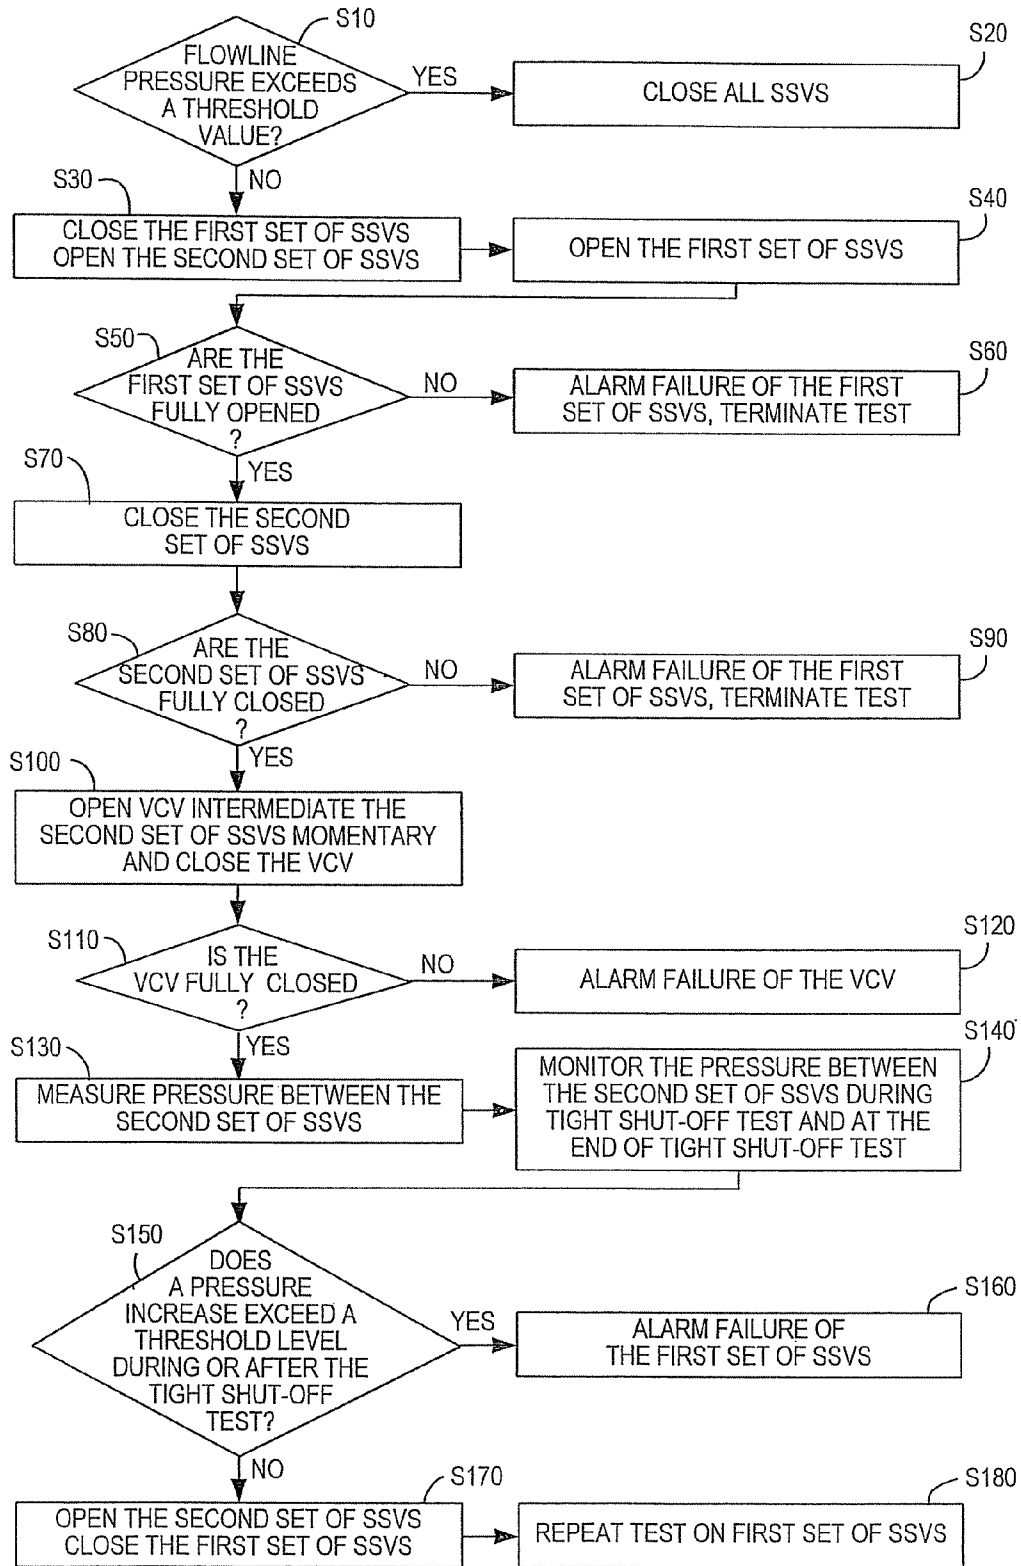 S10
FLOWLINE
PRESSURE EXCEEDS
A THRESHOLD
VALUE?
YES
S20
CLOSE ALL SSVS
NO
S30
CLOSE THE FIRST SET OF SSVS
OPEN THE SECOND SET OF SSVS
S40
OPEN THE FIRST SET OF SSVS
S50
ARE THE
FIRST SET OF SSVS
FULLY OPENED
?
NO
S60
ALARM FAILURE OF THE FIRST
SET OF SSVS, TERMINATE TEST
YES
S70
CLOSE THE SECOND
SET OF SSVS
S80
ARE THE
SECOND SET OF SSVS
FULLY CLOSED
?
NO
S90
ALARM FAILURE OF THE FIRST
SET OF SSVS, TERMINATE TEST
YES
S100
OPEN VCV INTERMEDIATE THE
SECOND SET OF SSVS MOMENTARY
AND CLOSE THE VCV
S110
IS THE
VCV FULLY CLOSED
?
NO
S120
ALARM FAILURE OF THE VCV
YES
S130
MEASURE PRESSURE BETWEEN THE
SECOND SET OF SSVS
S140
MONITOR THE PRESSURE BETWEEN
THE SECOND SET OF SSVS DURING
TIGHT SHUT-OFF TEST AND AT THE
END OF TIGHT SHUT-OFF TEST
S150
DOES
A PRESSURE
INCREASE EXCEED A
THRESHOLD LEVEL
DURING OR AFTER THE
TIGHT SHUT-OFF
TEST?
YES
S160
ALARM FAILURE OF
THE FIRST SET OF SSVS
NO
S170
OPEN THE SECOND SET OF SSVS
CLOSE THE FIRST SET OF SSVS
S180
REPEAT TEST ON FIRST SET OF SSVS